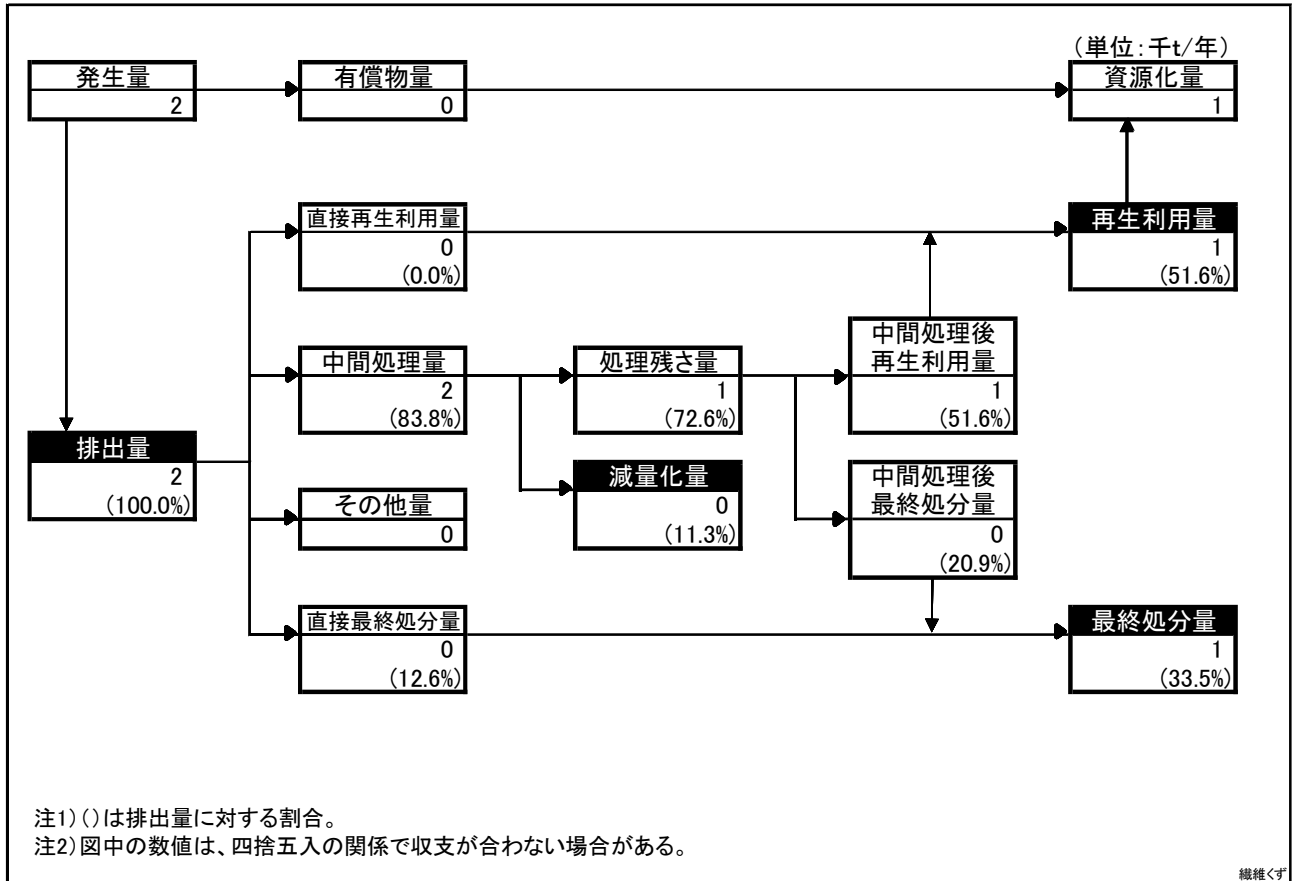 (単位:千t/年)
発生量
2
有償物量
0
資源化量
1
直接再生利用量
0
(0.0%)
再生利用量
1
(51.6%)
中間処理量
2
(83.8%)
処理残さ量
1
(72.6%)
中間処理後
再生利用量
1
(51.6%)
排出量
2
(100.0%)
減量化量
0
(11.3%)
中間処理後
最終処分量
0
(20.9%)
その他量
0
直接最終処分量
0
(12.6%)
最終処分量
1
(33.5%)
注1)()は排出量に対する割合。
注2)図中の数値は、四捨五入の関係で収支が合わない場合がある。
繊維くず